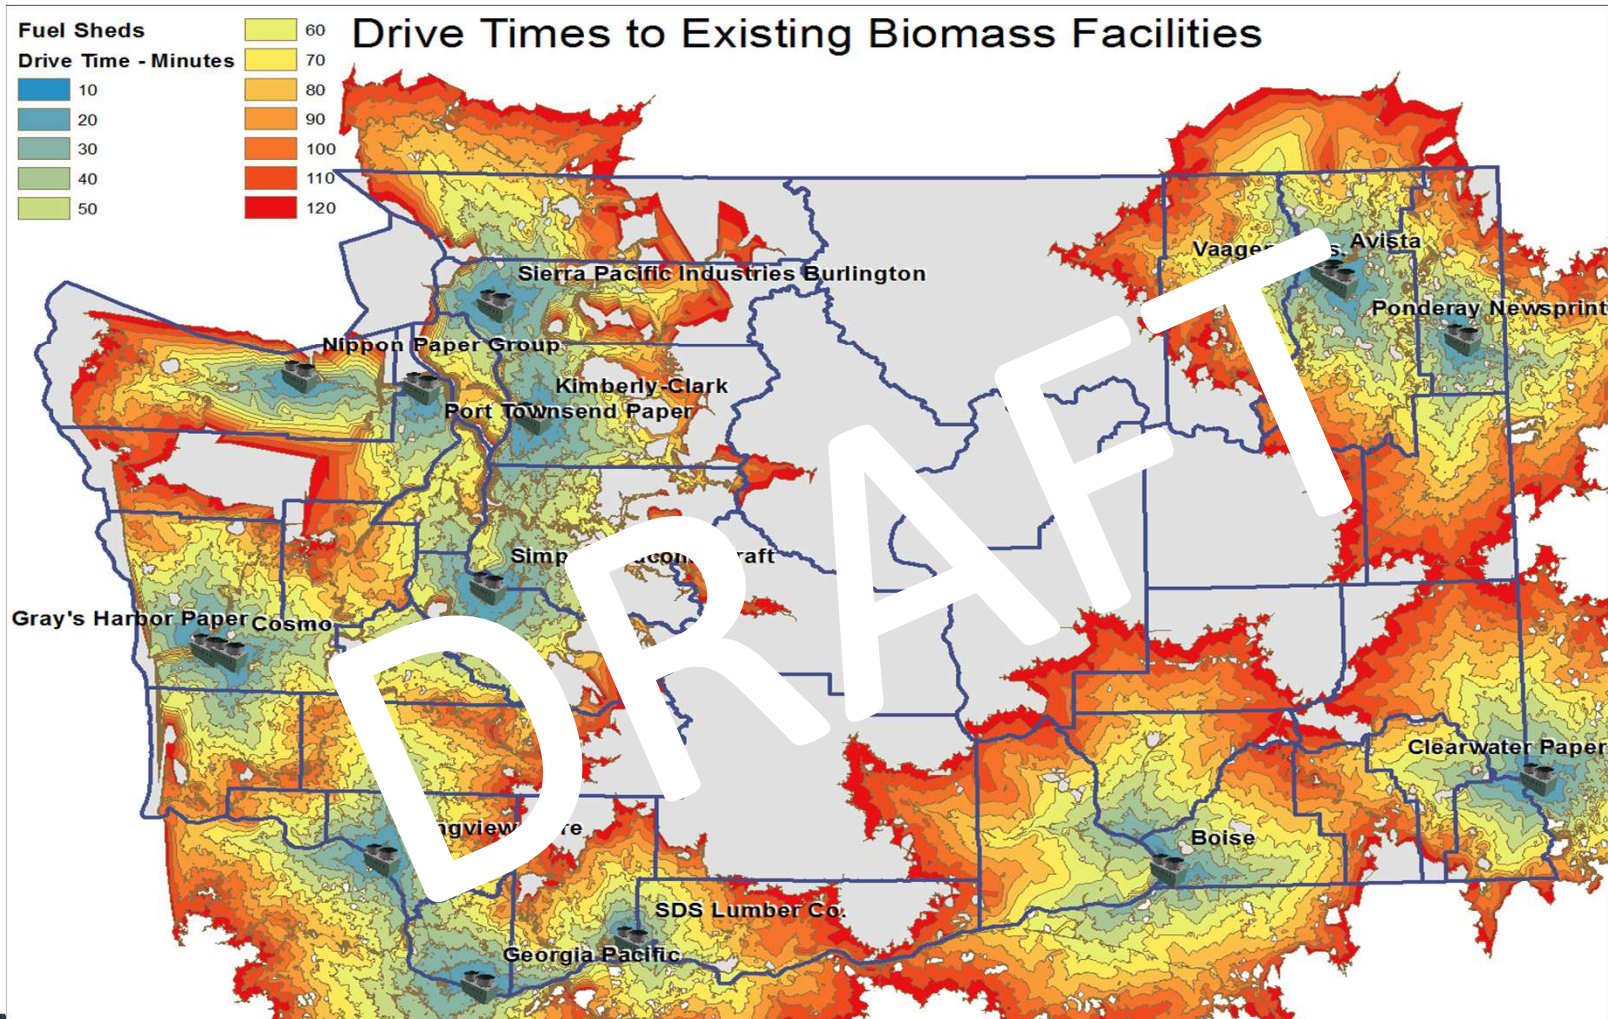 Drive Times to Existing Biomass Facilities
Fuel Sheds
Drive Time - Minutes
10
20
30
40
50
60
70
80
90
100
110
120
Avista
Sierra Pacific Industries Burlington
Ponderay Newsprint
Nippon Paper Group
Kimberly-Clark
Port Townsend Paper
Gray's Harbor Paper
Cosmo
Clearwater Paper
Boise
SDS Lumber Co.
Georgia Pacific
DRAFT